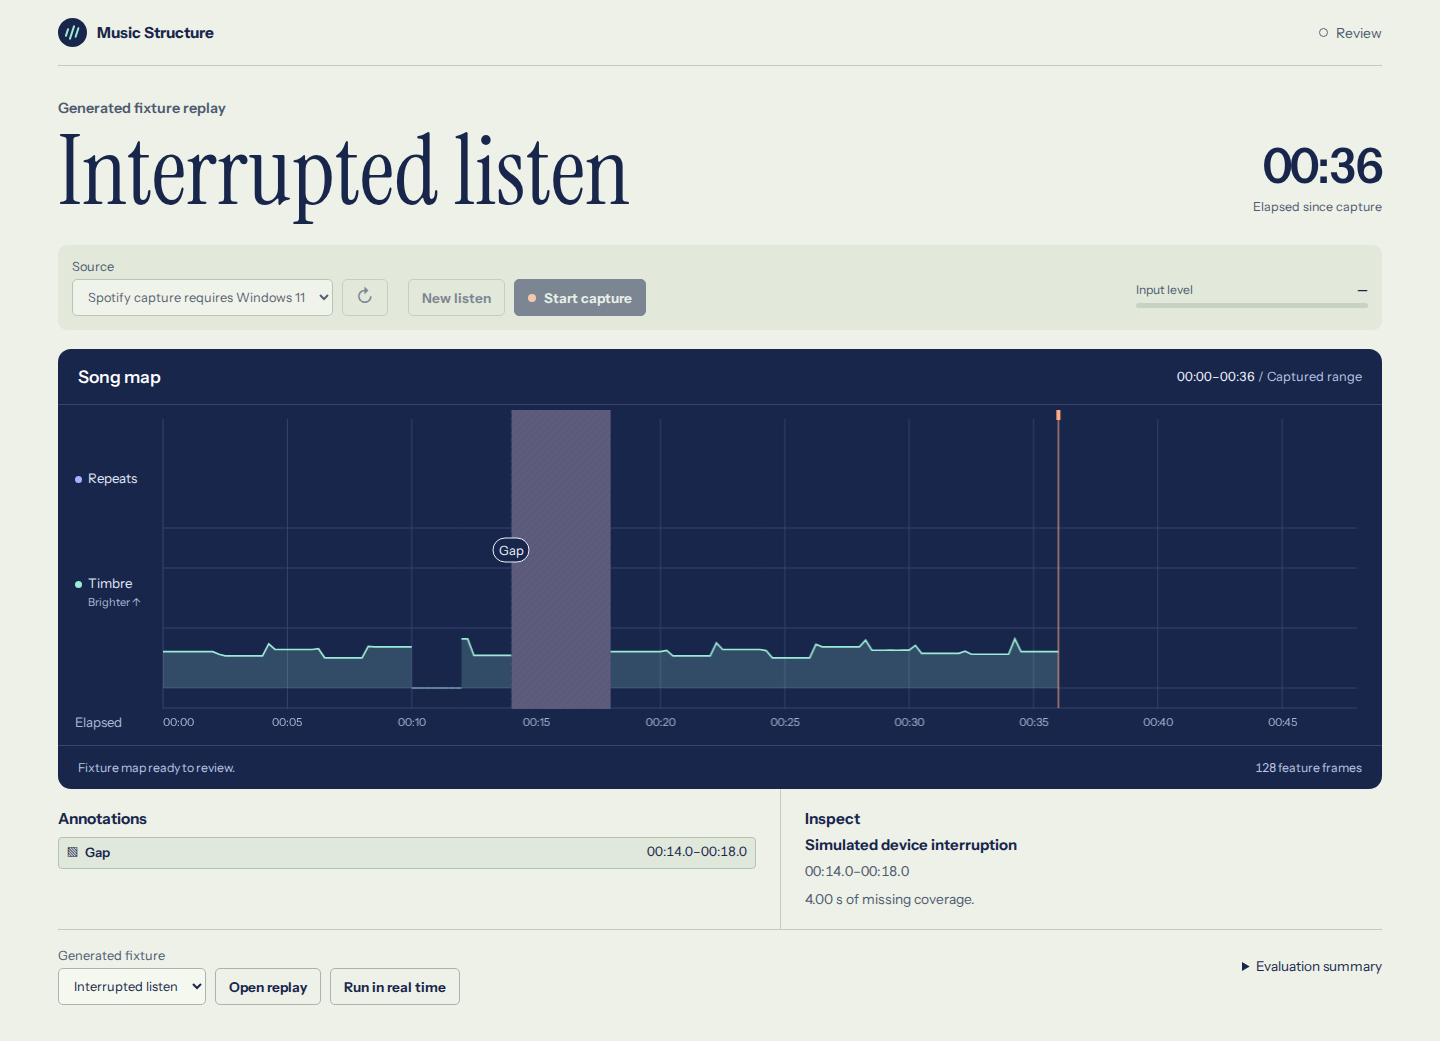 Music Structure
Review
Generated fixture replay
Interrupted listen
00:36
Elapsed since capture
Source
Spotify capture requires Windows 11
New listen
Start capture
Input level
–
Song map
00:00–00:36 / Captured range
Repeats
Gap
Timbre
Brighter ↑
Elapsed
00:00 00:05 00:10 00:15 00:20 00:25 00:30 00:35 00:40 00:45
Fixture map ready to review.
128 feature frames
Annotations
Gap 00:14.0–00:18.0
Inspect
Simulated device interruption
00:14.0–00:18.0
4.00 s of missing coverage.
Generated fixture
Interrupted listen
Open replay
Run in real time
Evaluation summary